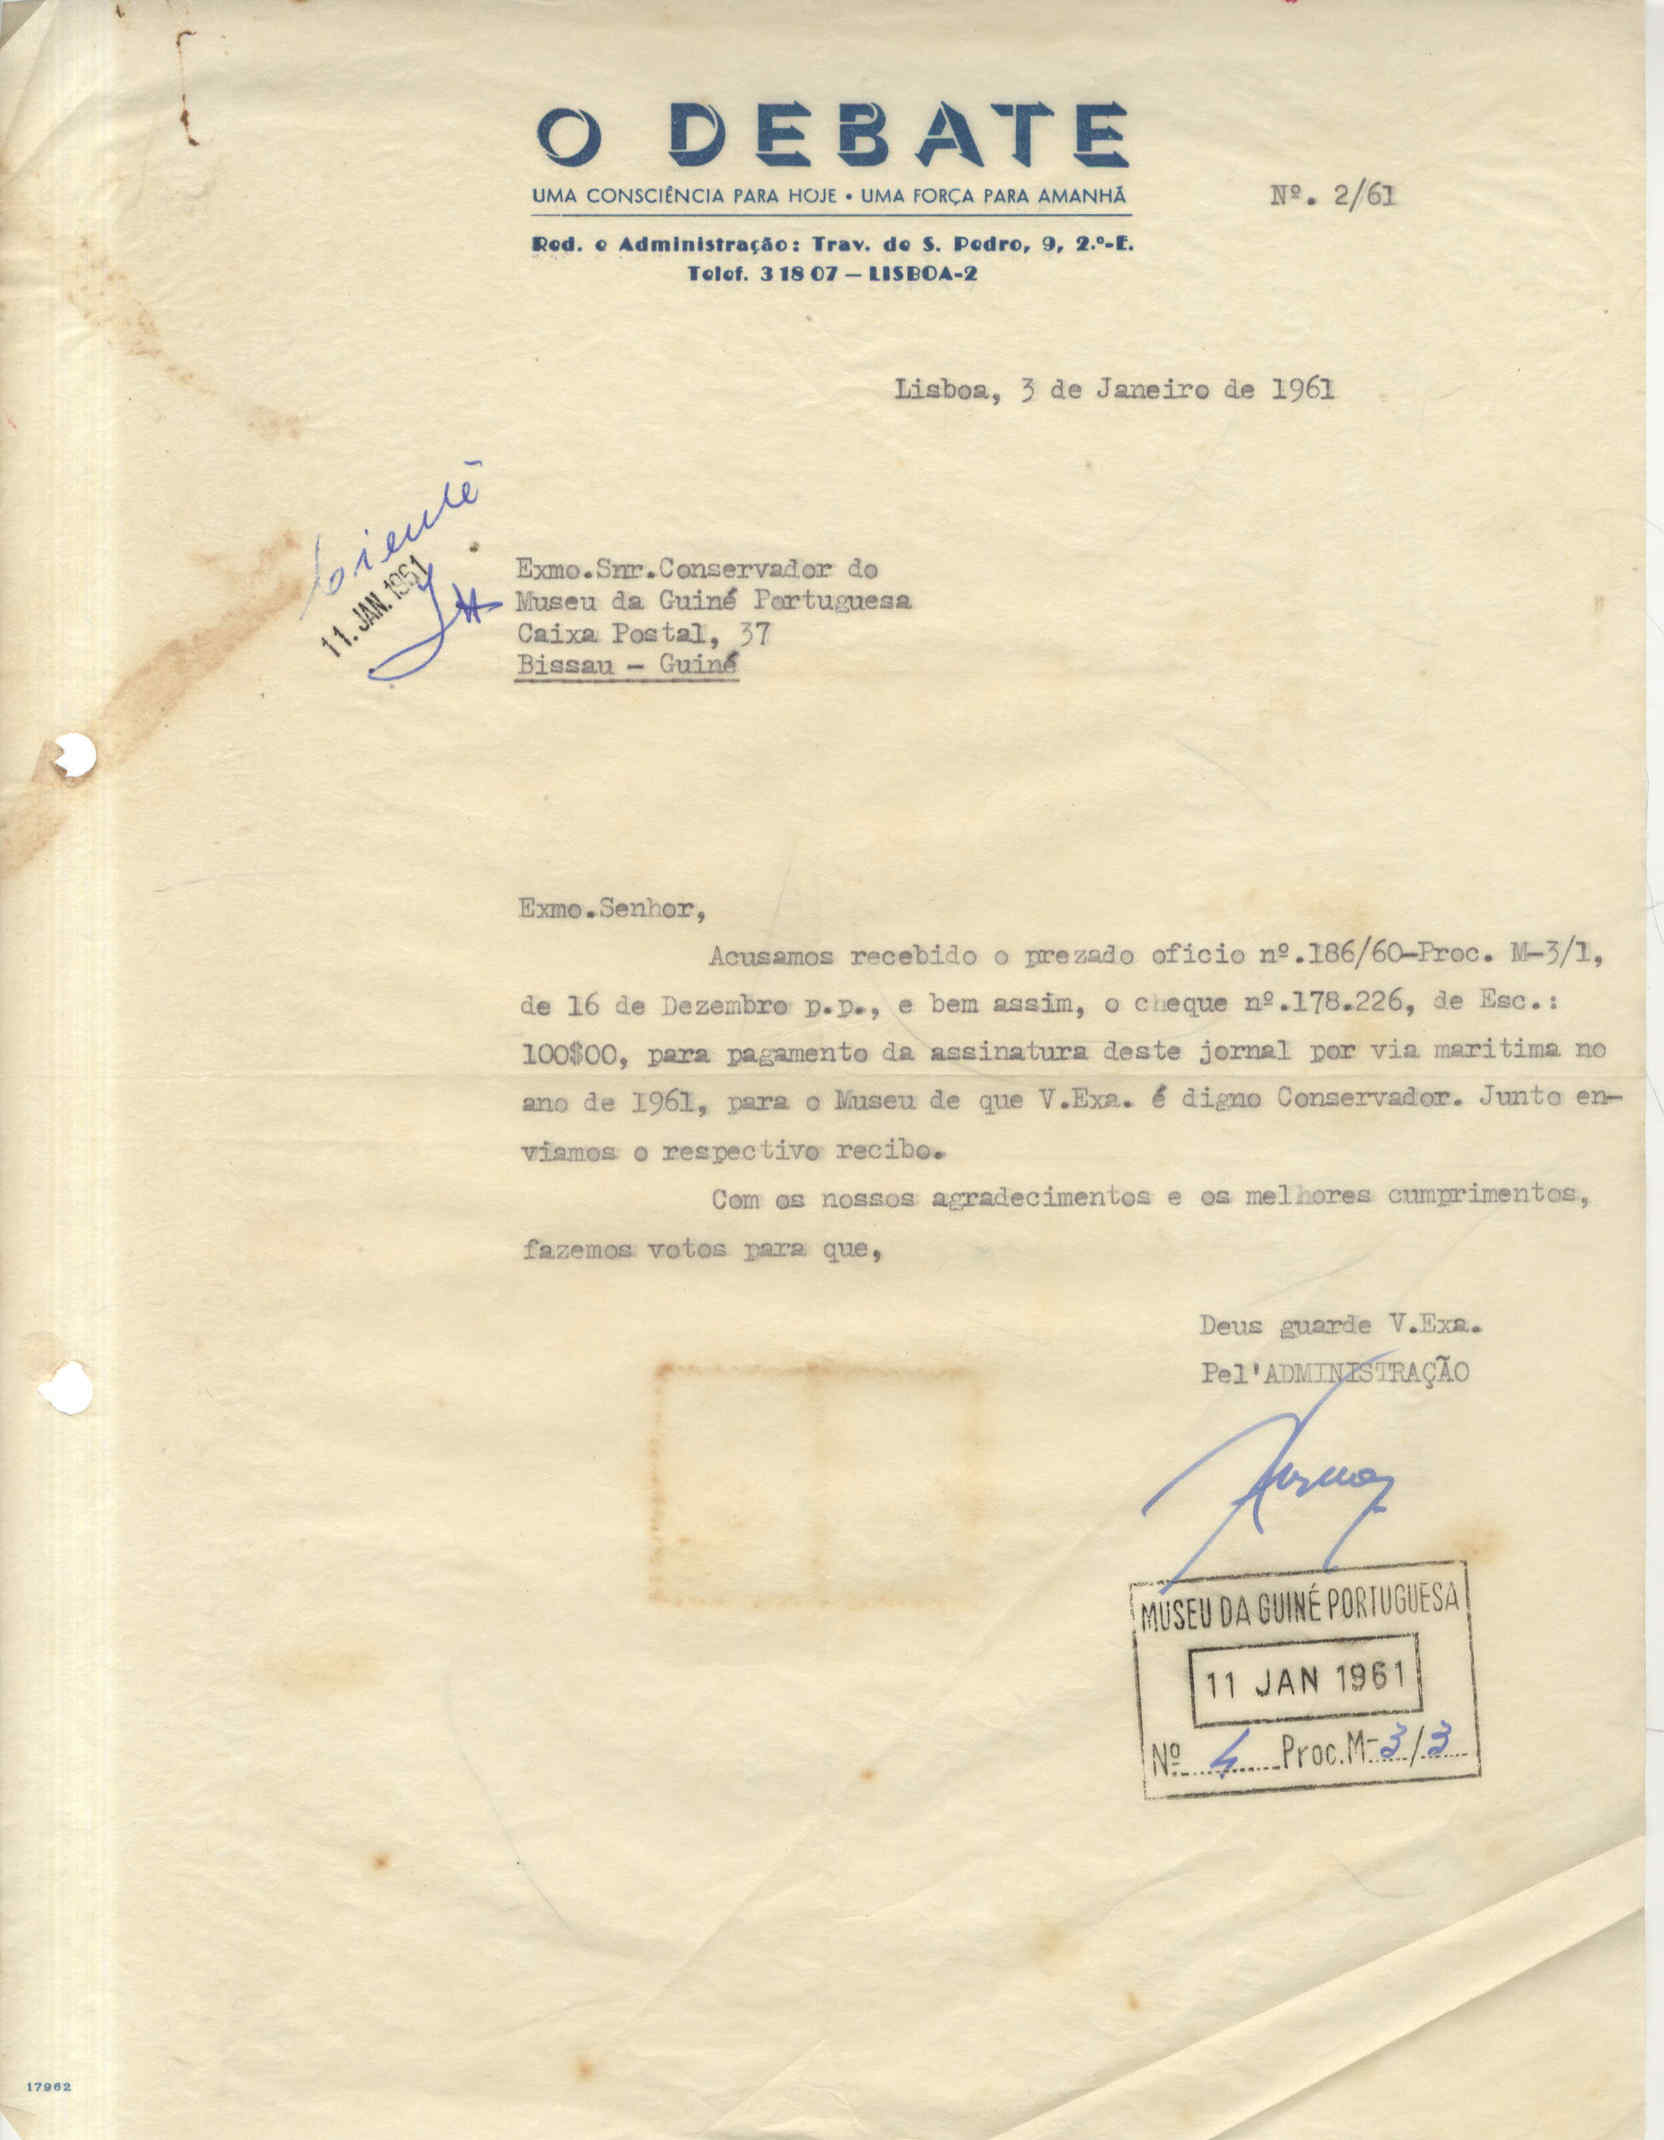 O DEBATE
UMA CONSCIÊNCIA PARA HOJE • UMA FORÇA PARA AMANHÃ
Nº. 2/61
Red. e Administração: Trav. de S. Pedro, 9, 2.º-E.
Telef. 31807 — LISBOA-2
Lisboa, 3 de Janeiro de 1961
Ciente
11. JAN. 1961
Exmo.Snr.Conservador do
Museu da Guiné Portuguesa
Caixa Postal, 37
Bissau - Guiné
Exmo.Senhor,
Acusamos recebido o prezado oficio nº.186/60-Proc. M-3/1,
de 16 de Dezembro p.p., e bem assim, o cheque nº.178.226, de Esc.:
100$00, para pagamento da assinatura deste jornal por via maritima no
ano de 1961, para o Museu de que V.Exa. é digno Conservador. Junto en-
viamos o respectivo recibo.
Com os nossos agradecimentos e os melhores cumprimentos,
fazemos votos para que,
Deus guarde V.Exa.
Pel'ADMINISTRAÇÃO
MUSEU DA GUINÉ PORTUGUESA
11 JAN 1961
Nº 4 Proc.M-3/3
17962